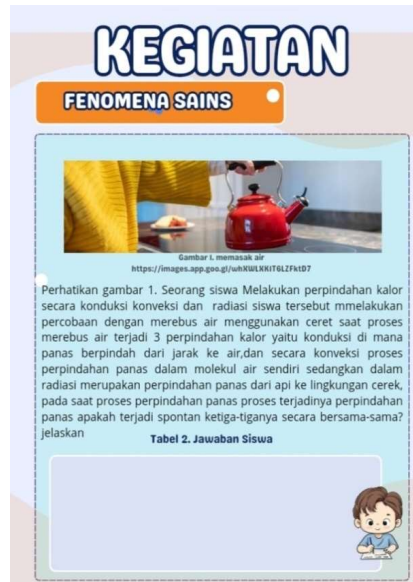 KEGIATAN
FENOMENA SAINS
Gambar 1. memasak air
https://images.app.goo.gl/whXWLKKJT6LZFktD7
Perhatikan gambar 1. Seorang siswa Melakukan perpindahan kalor
secara konduksi konveksi dan radiasi siswa tersebut mmelakukan
percobaan dengan merebus air menggunakan ceret saat proses
merebus air terjadi 3 perpindahan kalor yaitu konduksi di mana
panas berpindah dari jarak ke air,dan secara konveksi proses
perpindahan panas dalam molekul air sendiri sedangkan dalam
radiasi merupakan perpindahan panas dari api ke lingkungan cerek,
pada saat proses perpindahan panas proses terjadinya perpindahan
panas apakah terjadi spontan ketiga-tiganya secara bersama-sama?
jelaskan
Tabel 2. Jawaban Siswa